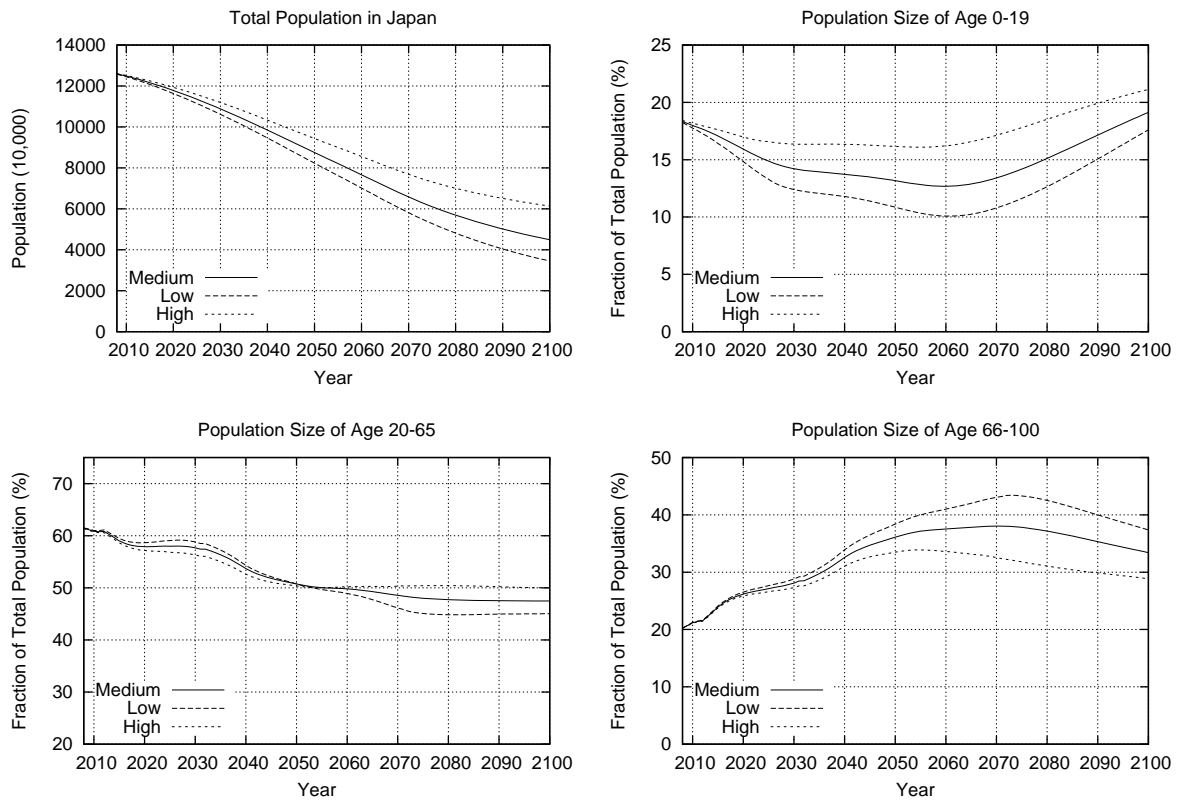 Total Population in Japan
Population (10,000)
14000
12000
10000
8000
6000
4000
2000
0
Medium
Low
High
2010 2020 2030 2040 2050 2060 2070 2080 2090 2100
Year
Population Size of Age 0-19
Fraction of Total Population (%)
25
20
15
10
5
0
Medium
Low
High
2010 2020 2030 2040 2050 2060 2070 2080 2090 2100
Year
Population Size of Age 20-65
Fraction of Total Population (%)
70
60
50
40
30
20
Medium
Low
High
2010 2020 2030 2040 2050 2060 2070 2080 2090 2100
Year
Population Size of Age 66-100
Fraction of Total Population (%)
50
40
30
20
10
0
Medium
Low
High
2010 2020 2030 2040 2050 2060 2070 2080 2090 2100
Year